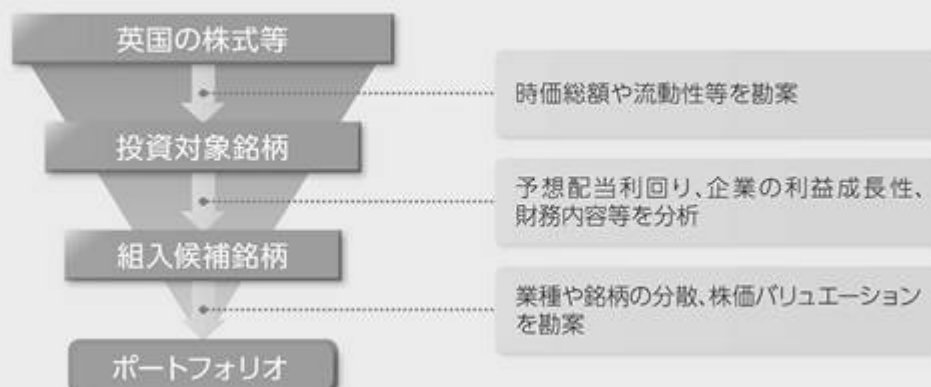 英国の株式等
時価総額や流動性等を勘案
投資対象銘柄
予想配当利回り、企業の利益成長性、
財務内容等を分析
組入候補銘柄
業種や銘柄の分散、株価バリュエーション
を勘案
ポートフォリオ